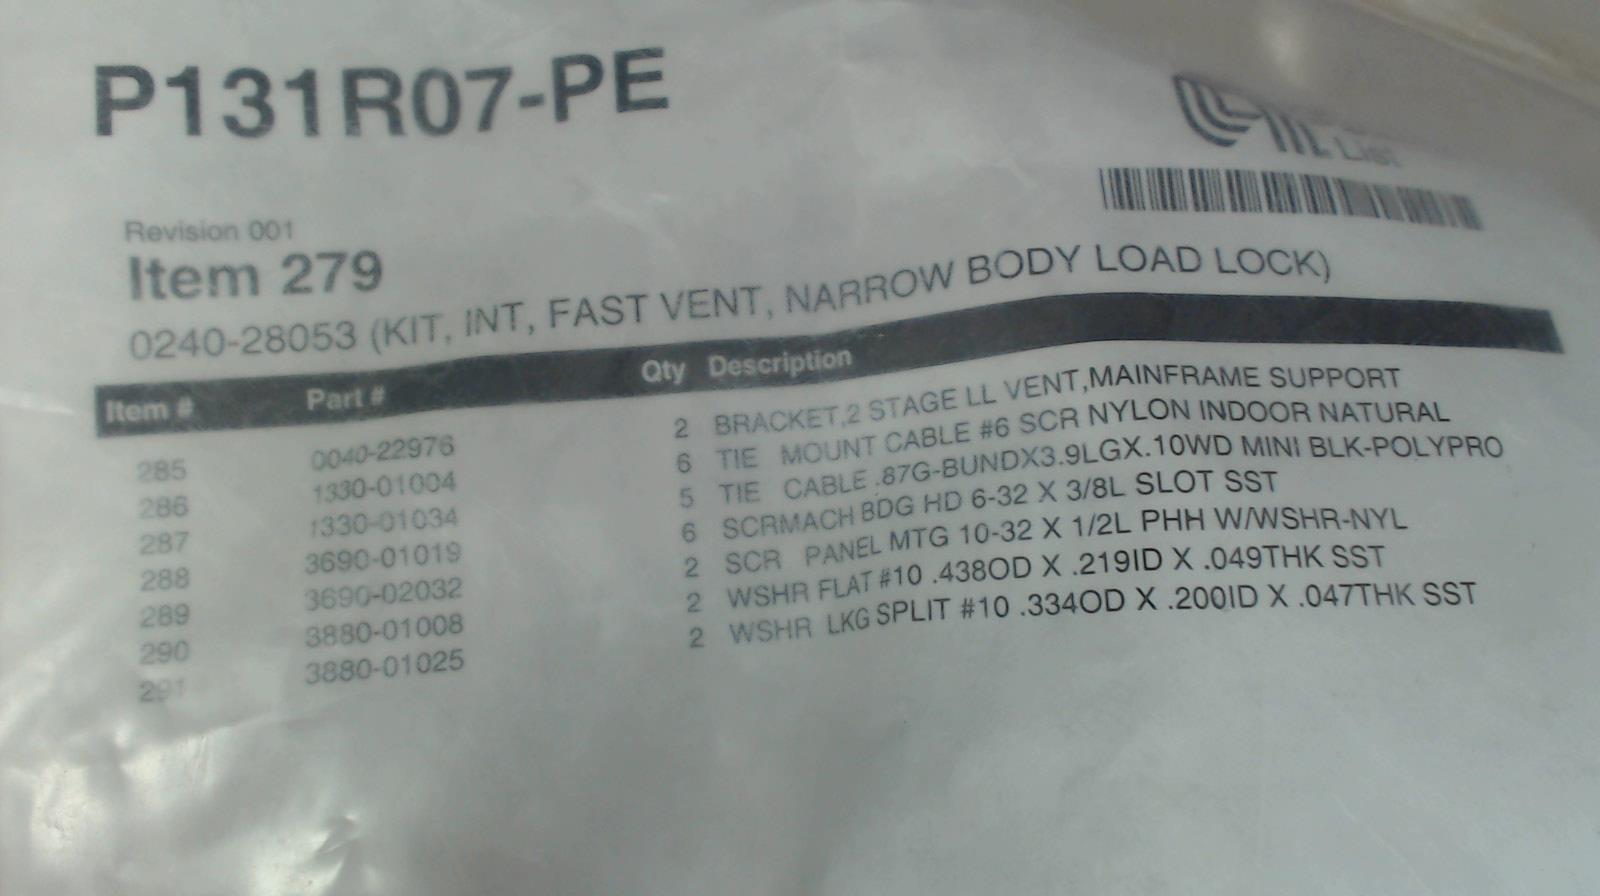 P131R07-PE
List
Revision 001
Item 279
0240-28053 (KIT, INT, FAST VENT, NARROW BODY LOAD LOCK)
Item # Part # Qty Description
285 0040-22976 2 BRACKET,2 STAGE LL VENT,MAINFRAME SUPPORT
286 1330-01004 6 TIE MOUNT CABLE #6 SCR NYLON INDOOR NATURAL
287 1330-01034 5 TIE CABLE .87G-BUNDX3.9LGX.10WD MINI BLK-POLYPRO
288 3690-01019 6 SCRMACH BDG HD 6-32 X 3/8L SLOT SST
289 3690-02032 2 SCR PANEL MTG 10-32 X 1/2L PHH W/WSHR-NYL
290 3880-01008 2 WSHR FLAT #10 .438OD X .219ID X .049THK SST
291 3880-01025 2 WSHR LKG SPLIT #10 .334OD X .200ID X .047THK SST